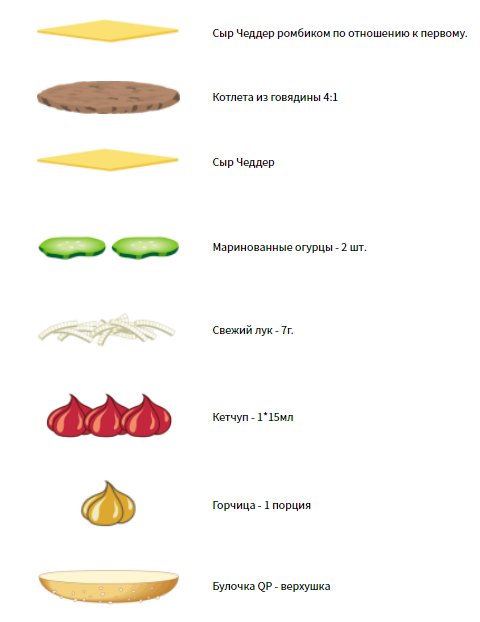 Сыр Чеддер ромбиком по отношению к первому.
Котлета из говядины 4:1
Сыр Чеддер
Маринованные огурцы - 2 шт.
Свежий лук - 7г.
Кетчуп - 1*15мл
Горчица - 1 порция
Булочка QP - верхушка